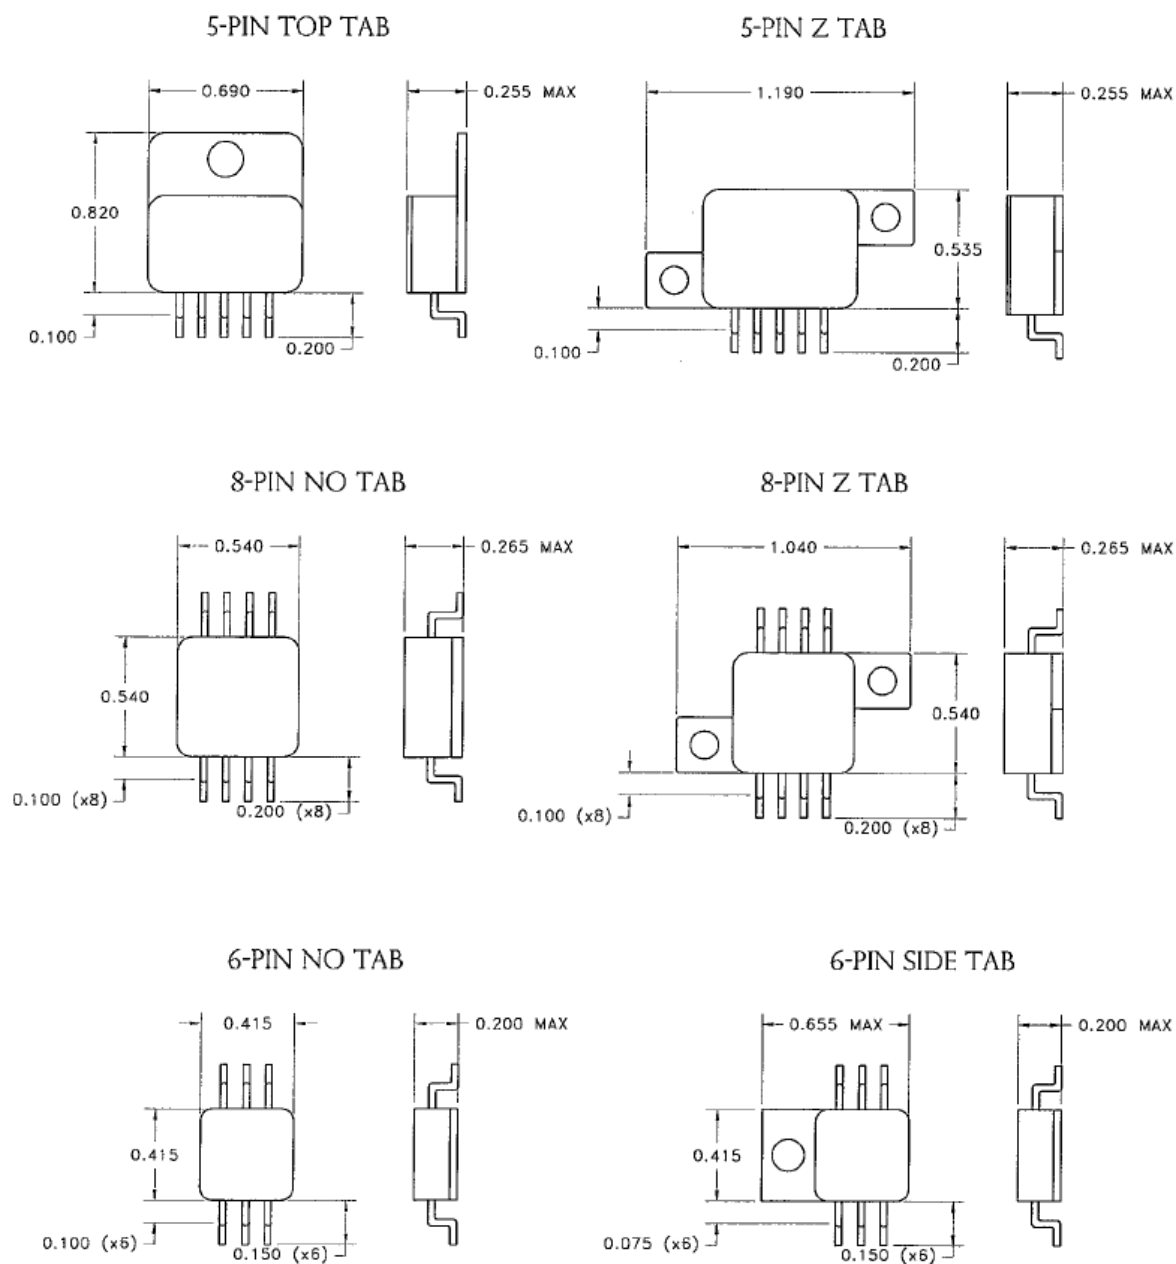 5-PIN TOP TAB
5-PIN Z TAB
0.690
0.255 MAX
1.190
0.255 MAX
0.820
0.535
0.100
0.200
0.100
0.200
8-PIN NO TAB
8-PIN Z TAB
0.540
0.265 MAX
1.040
0.265 MAX
0.540
0.540
0.100 (x8)
0.200 (x8)
0.100 (x8)
0.200 (x8)
6-PIN NO TAB
6-PIN SIDE TAB
0.415
0.200 MAX
0.655 MAX
0.200 MAX
0.415
0.415
0.100 (x6)
0.150 (x6)
0.075 (x6)
0.150 (x6)